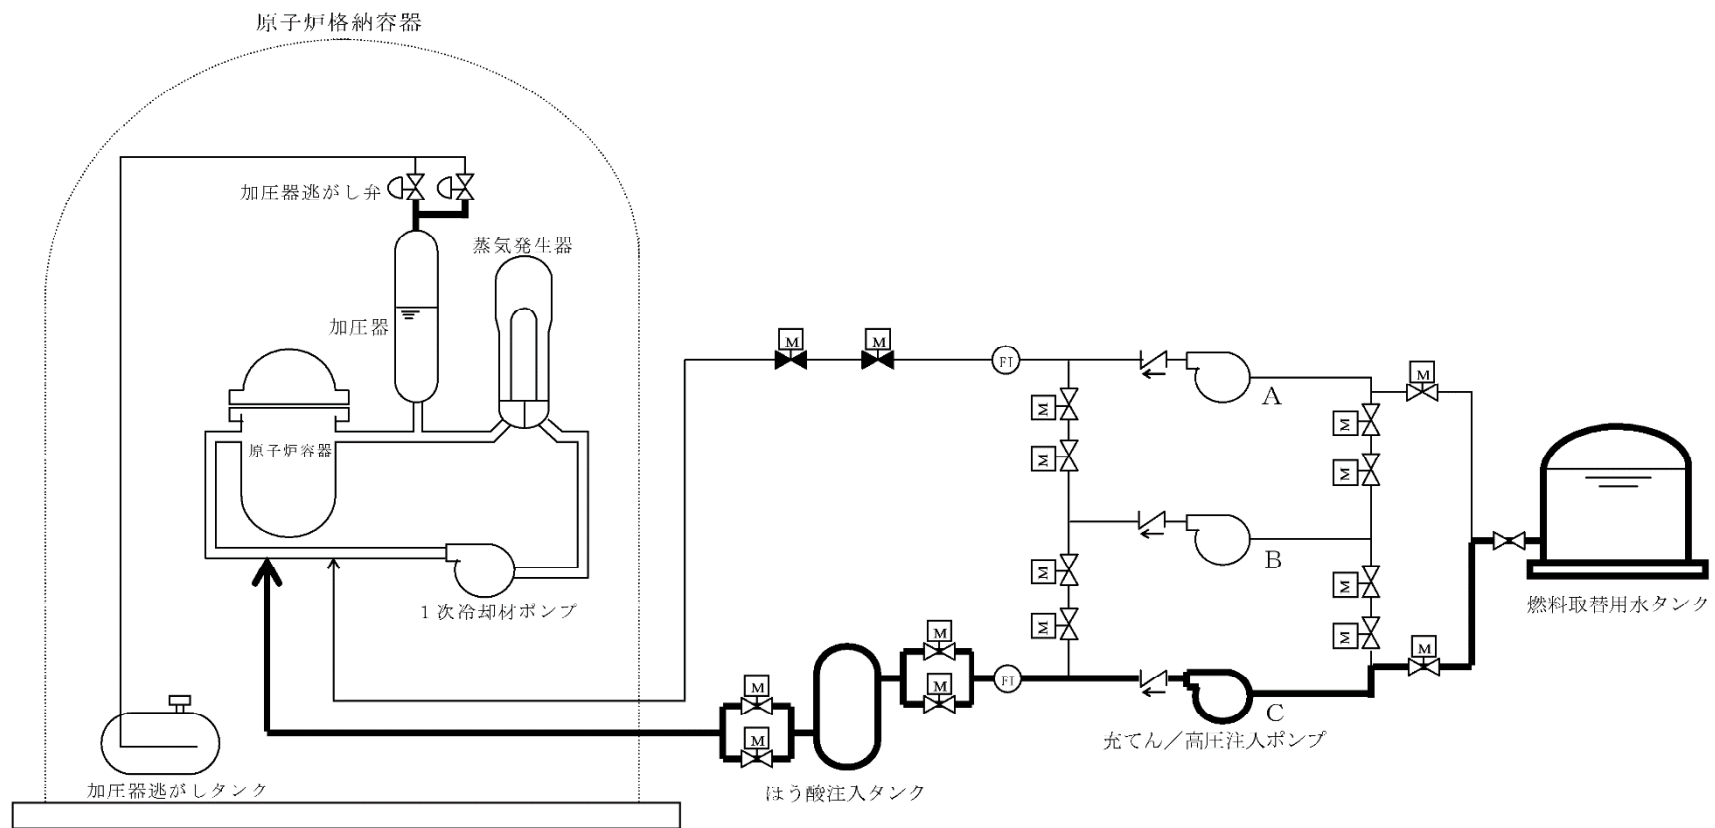 原子炉格納容器
加圧器逃がし弁
蒸気発生器
加圧器
原子炉容器
1次冷却材ポンプ
加圧器逃がしタンク
M
M
FT
A
M
M
M
M
M
B
M
M
M
M
燃料取替用水タンク
M
M
M
M
FT
M
C
充てん/高圧注入ポンプ
ほう酸注入タンク